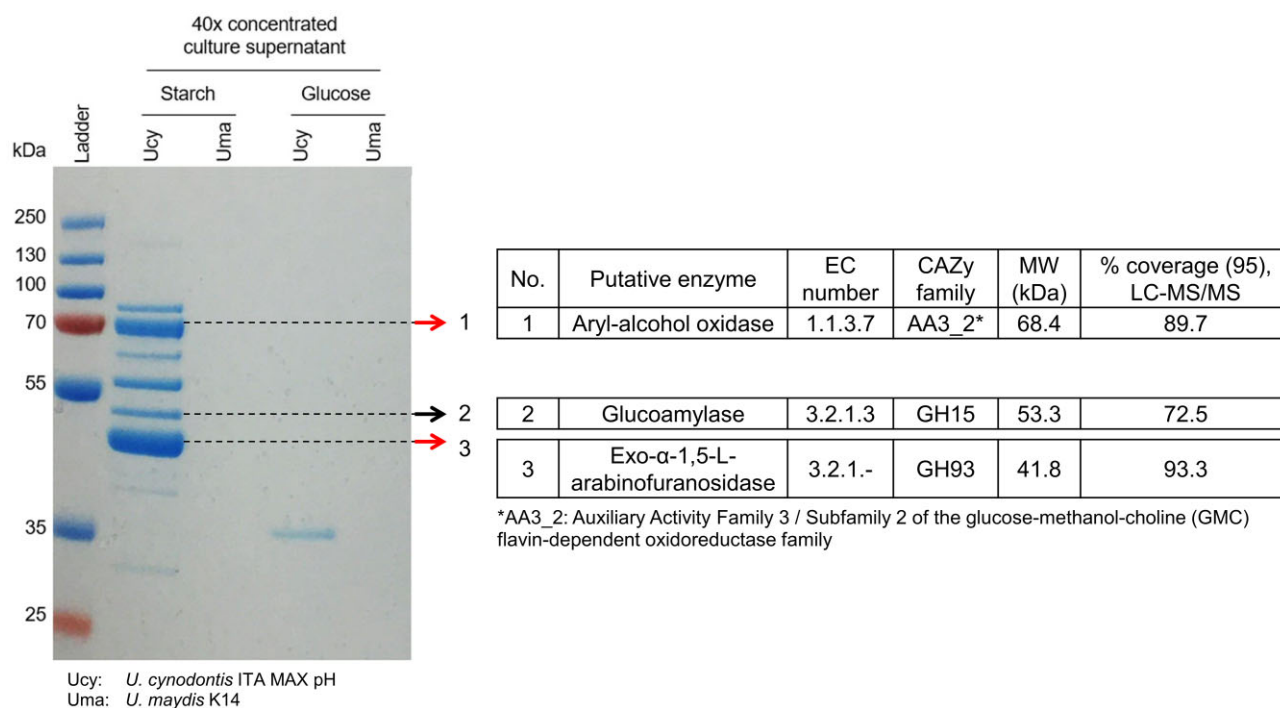 40x concentrated
culture supernatant
Starch
Glucose
kDa
Ladder
Ucy
Uma
Ucy
Uma
250
130
100
70
55
35
25
1
2
3
No.
Putative enzyme
EC
number
CAZy
family
MW
(kDa)
% coverage (95),
LC-MS/MS
1
Aryl-alcohol oxidase
1.1.3.7
AA3_2*
68.4
89.7
2
Glucoamylase
3.2.1.3
GH15
53.3
72.5
3
Exo-α-1,5-L-
arabinofuranosidase
3.2.1.-
GH93
41.8
93.3
*AA3_2: Auxiliary Activity Family 3 / Subfamily 2 of the glucose-methanol-choline (GMC)
flavin-dependent oxidoreductase family
Ucy: U. cynodontis ITA MAX pH
Uma: U. maydis K14